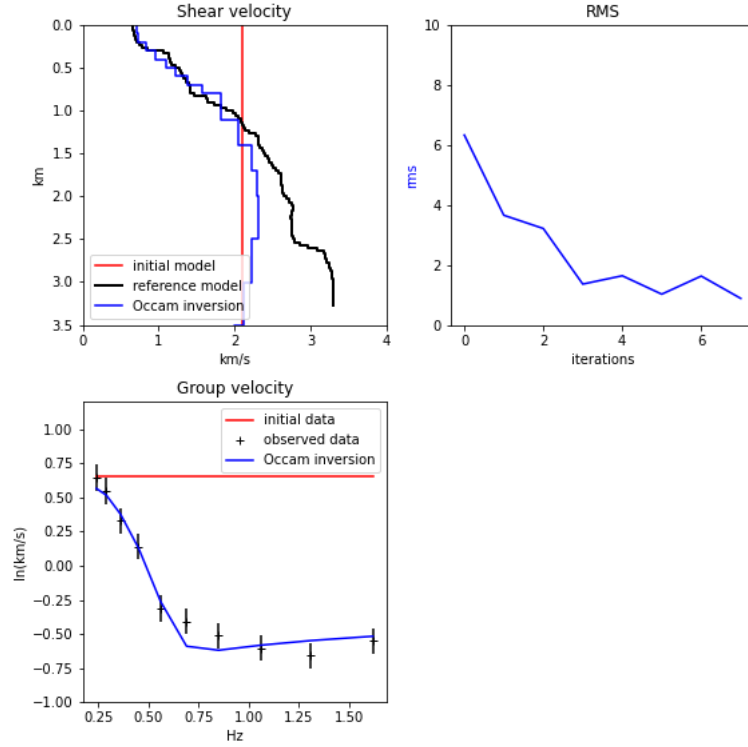 Shear velocity
0.0
0.5
1.0
1.5
2.0
2.5
3.0
3.5
km
initial model
reference model
Occam inversion
0
1
2
3
4
km/s
RMS
10
8
6
4
2
0
rms
0
2
4
6
iterations
Group velocity
1.00
0.75
0.50
0.25
0.00
−0.25
−0.50
−0.75
−1.00
ln(km/s)
initial data
observed data
Occam inversion
0.25
0.50
0.75
1.00
1.25
1.50
Hz